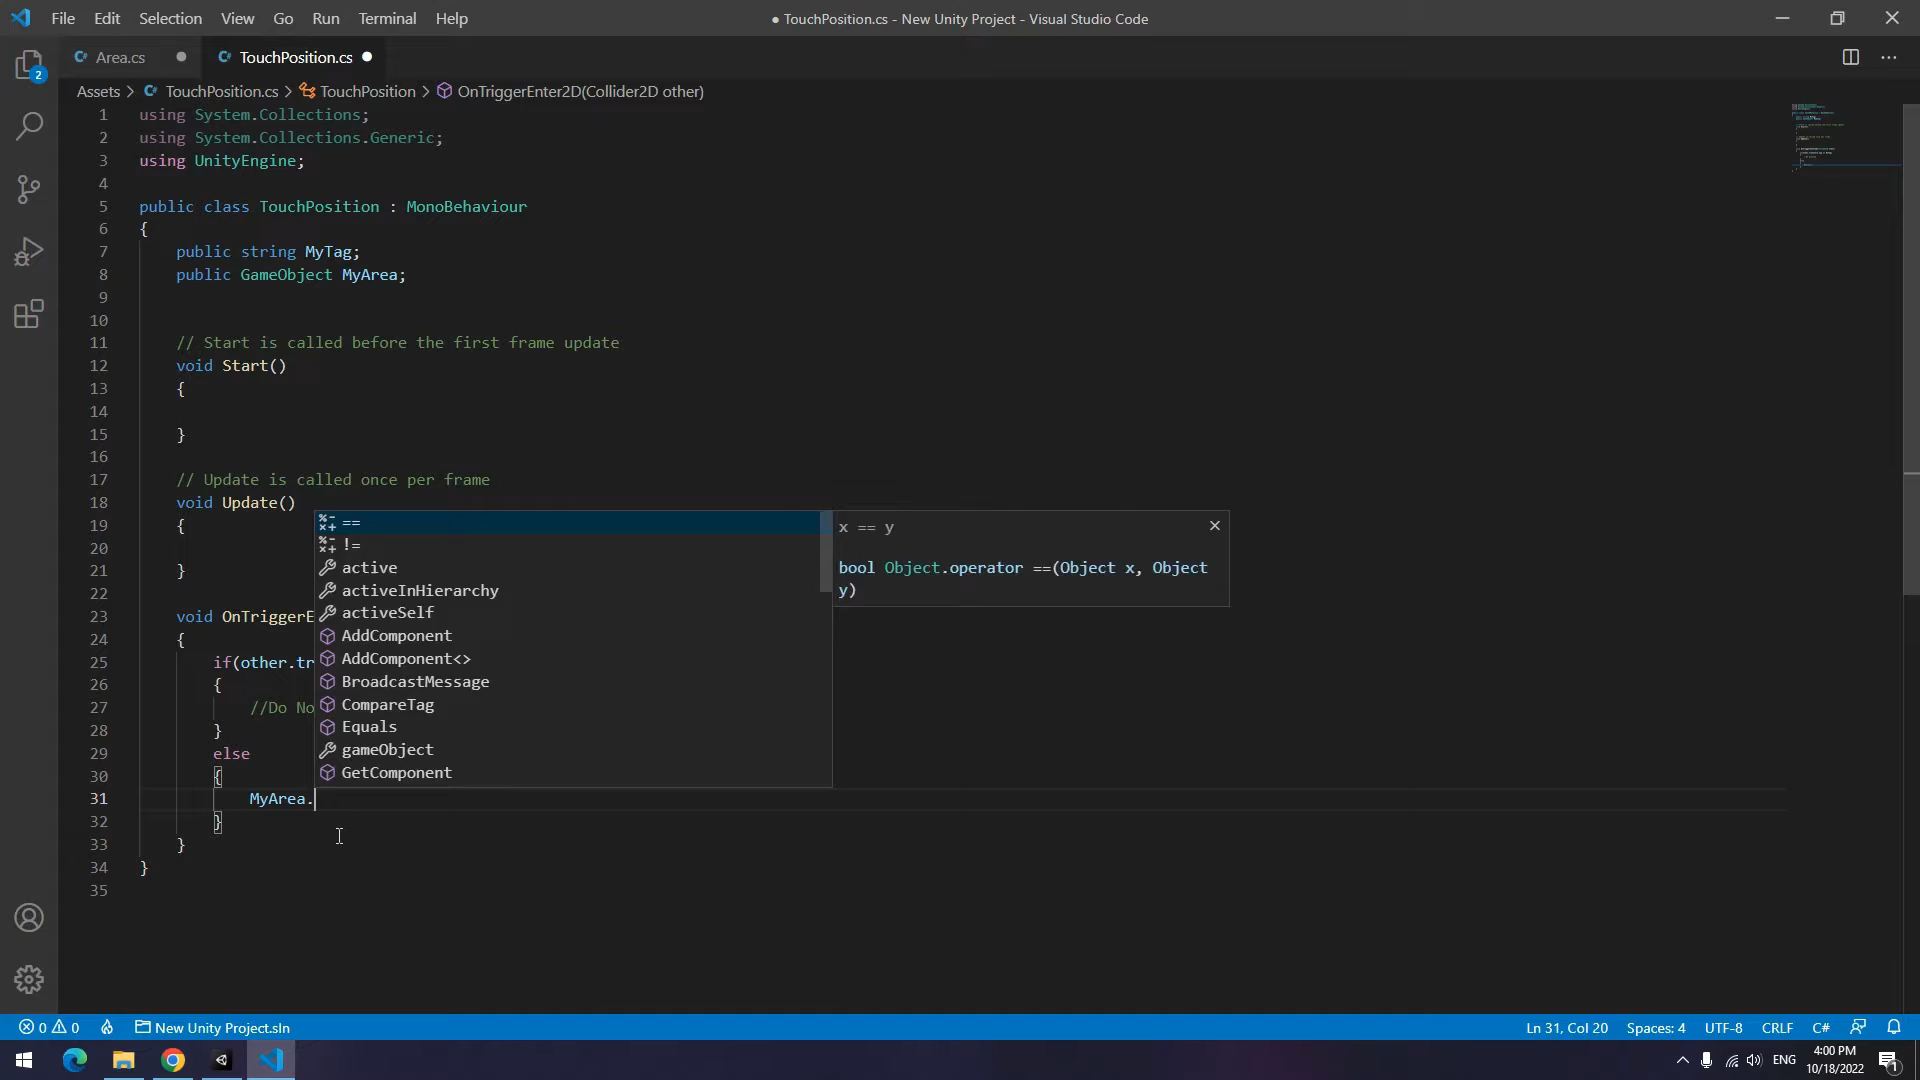 File Edit Selection View Go Run Terminal Help
● TouchPosition.cs - New Unity Project - Visual Studio Code
Area.cs
TouchPosition.cs
Assets > TouchPosition.cs > TouchPosition > OnTriggerEnter2D(Collider2D other)
1 using System.Collections;
2 using System.Collections.Generic;
3 using UnityEngine;
4
5 public class TouchPosition : MonoBehaviour
6 {
7 public string MyTag;
8 public GameObject MyArea;
9
10
11 // Start is called before the first frame update
12 void Start()
13 {
14
15 }
16
17 // Update is called once per frame
18 void Update()
19 {
20
21 }
22
23 void OnTriggerE
24 {
25 if(other.tr
26 {
27 //Do No
28 }
29 else
30 {
31 MyArea.
32 }
33 }
34 }
35
==
!=
active
activeInHierarchy
activeSelf
AddComponent
AddComponent<>
BroadcastMessage
CompareTag
Equals
gameObject
GetComponent
x == y
bool Object.operator ==(Object x, Object
y)
2
0 0 New Unity Project.sln
Ln 31, Col 20 Spaces: 4 UTF-8 CRLF C#
ENG
4:00 PM
10/18/2022
1